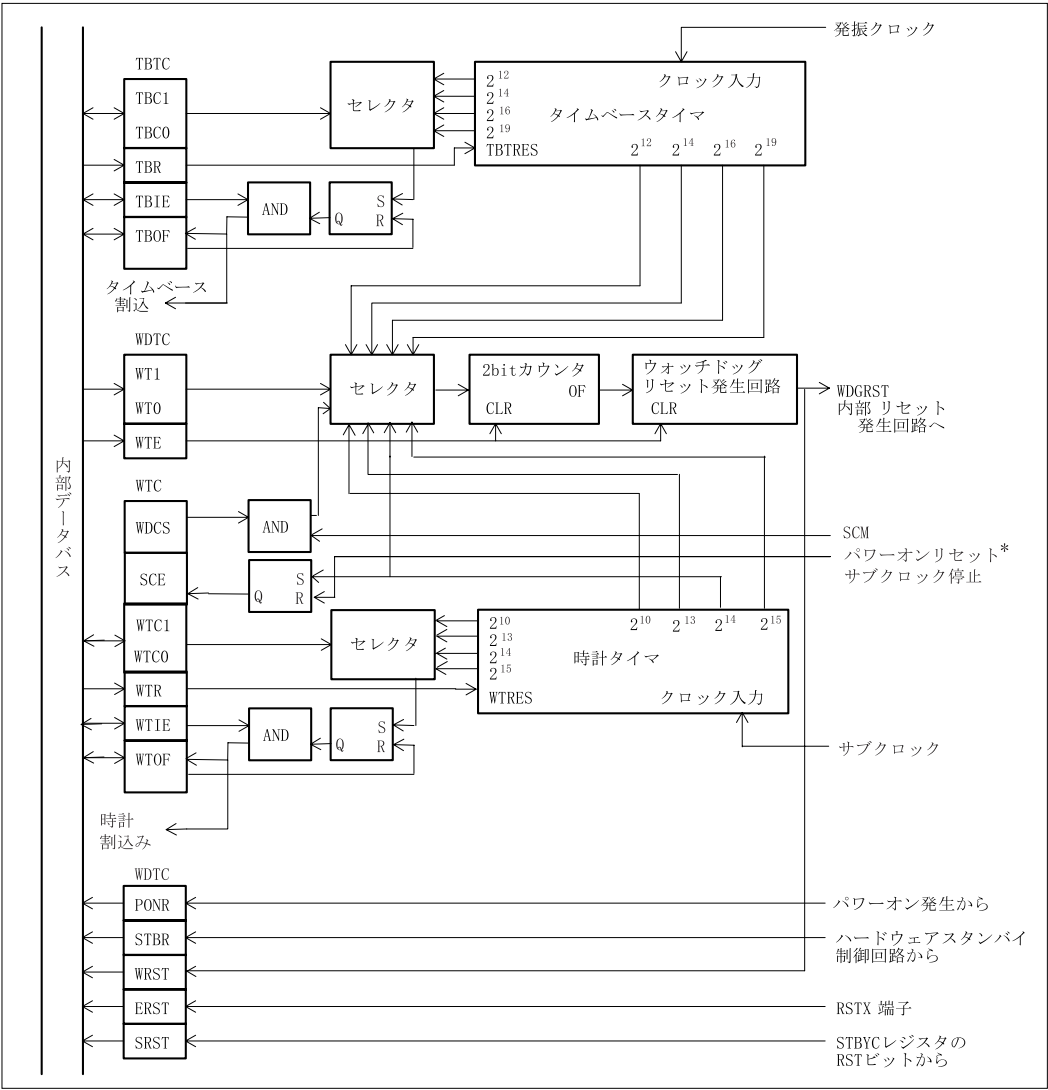 発振クロック
TBTC
TBC1
TBC0
TBR
TBIE
TBOF
セレクタ
2^12
2^14
2^16
2^19
クロック入力
タイムベースタイマ
TBTRES
2^12 2^14 2^16 2^19
AND
S
Q R
タイムベース
割込
WDTC
WT1
WT0
WTE
セレクタ
2bitカウンタ
OF
CLR
ウォッチドッグ
リセット発生回路
CLR
WDGRST
内部 リセット
発生回路へ
内部データバス
WTC
WDCS
SCE
WTC1
WTC0
WTR
WTIE
WTOF
AND
SCM
パワーオンリセット*
サブクロック停止
S
Q R
セレクタ
2^10
2^13
2^14
2^15
2^10 2^13 2^14 2^15
時計タイマ
WTRES
クロック入力
AND
S
Q R
サブクロック
時計
割込み
WDTC
PONR
STBR
WRST
ERST
SRST
パワーオン発生から
ハードウェアスタンバイ
制御回路から
RSTX 端子
STBYCレジスタの
RSTビットから